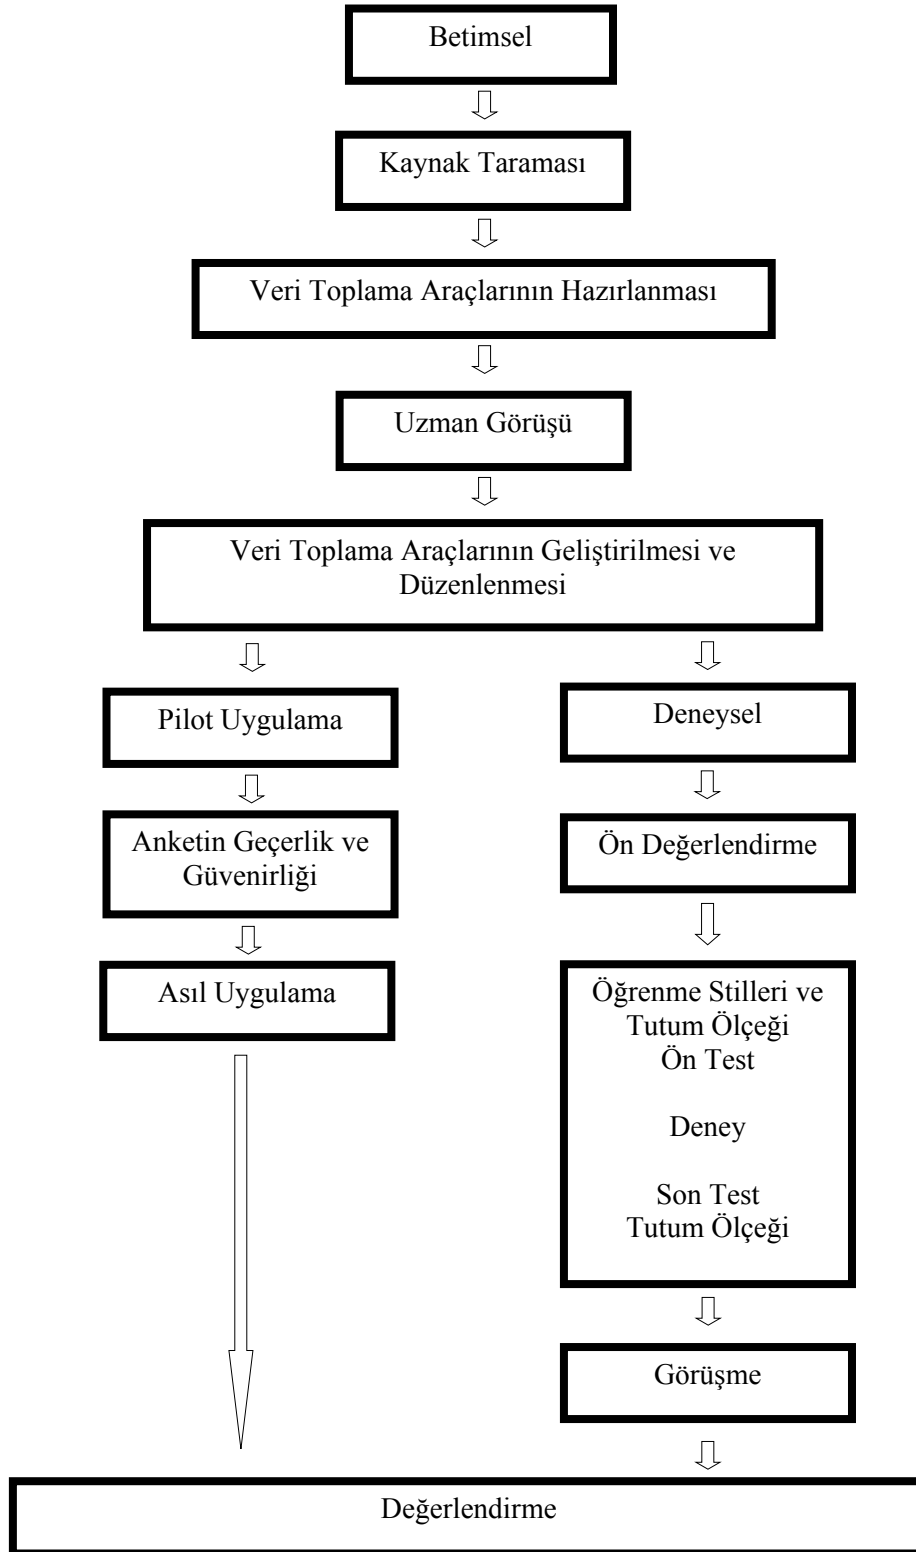 Betimsel
Kaynak Taraması
Veri Toplama Araçlarının Hazırlanması
Uzman Görüşü
Veri Toplama Araçlarının Geliştirilmesi ve
Düzenlenmesi
Pilot Uygulama
Anketin Geçerlik ve
Güvenirliği
Asıl Uygulama
Deneysel
Ön Değerlendirme
Öğrenme Stilleri ve
Tutum Ölçeği
Ön Test
Deney
Son Test
Tutum Ölçeği
Görüşme
Değerlendirme